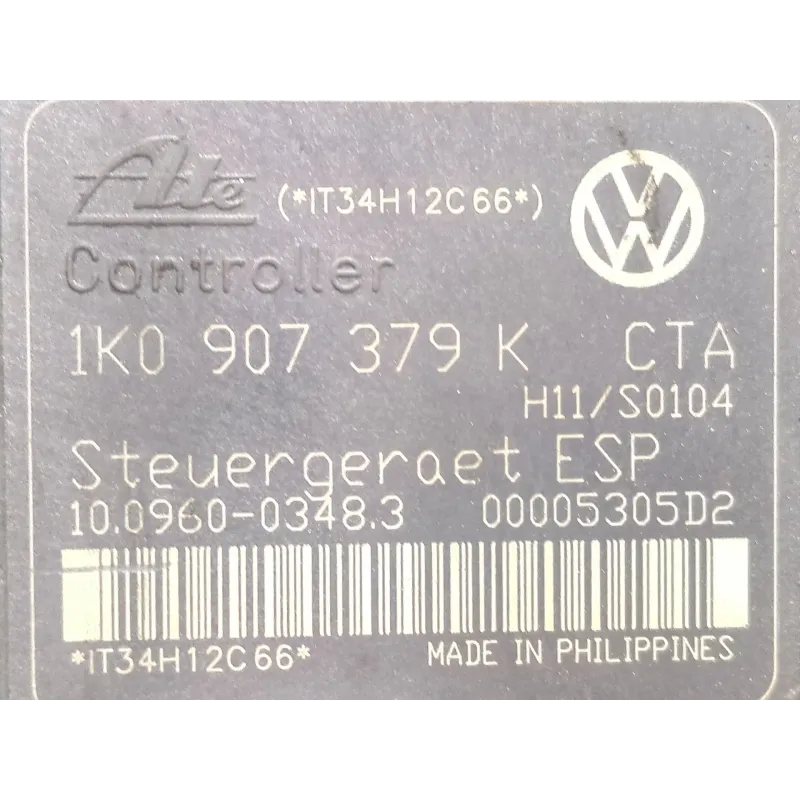 Ate (*IT34H12C66*)
Controller
1K0 907 379 K CTA
H11/S0104
Steuergeraet ESP
10.0960-0348.3 00005305D2
*IT34H12C66* MADE IN PHILIPPINES